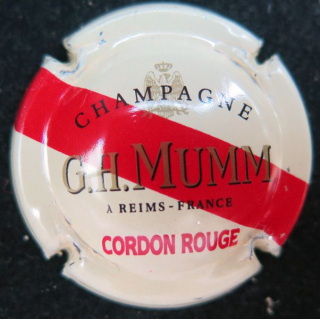 CHAMPAGNE
G.H. MUMM
A REIMS - FRANCE
CORDON ROUGE